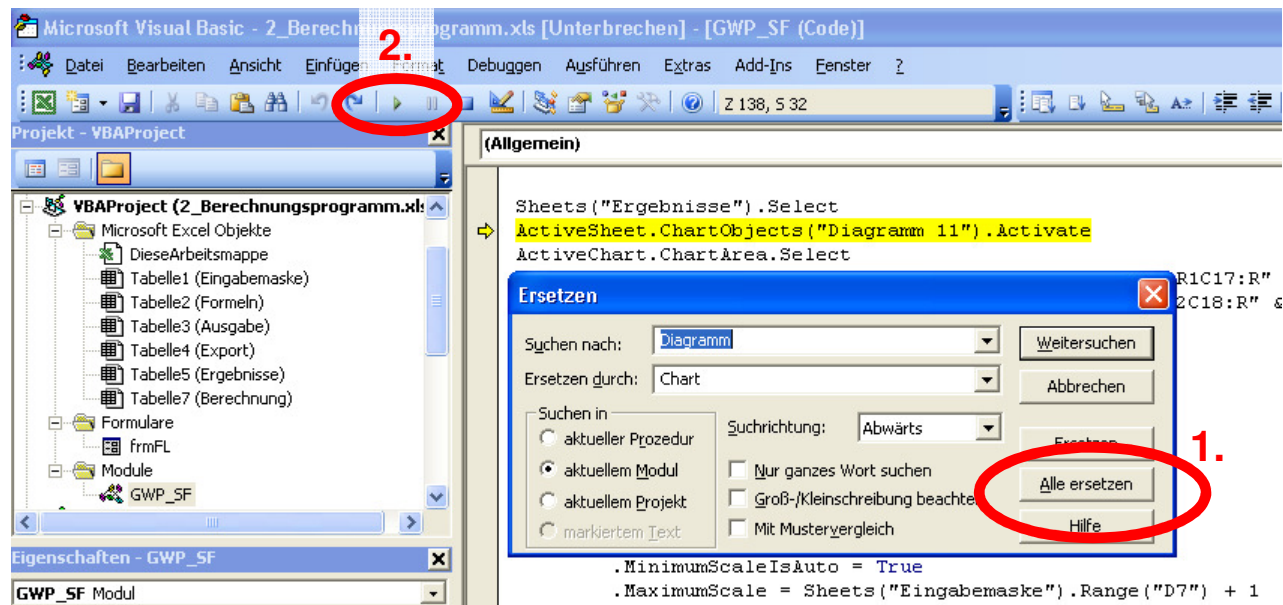 Microsoft Visual Basic - 2_Berechnungsprogramm.xls [Unterbrechen] - [GWP_SF (Code)]
2.
Datei Bearbeiten Ansicht Einfügen Format Debuggen Ausführen Extras Add-Ins Fenster ?
Z 138, S 32
Projekt - VBAProject
(Allgemein)
VBAProject (2_Berechnungsprogramm.xls
Microsoft Excel Objekte
DieseArbeitsmappe
Tabelle1 (Eingabemaske)
Tabelle2 (Formeln)
Tabelle3 (Ausgabe)
Tabelle4 (Export)
Tabelle5 (Ergebnisse)
Tabelle7 (Berechnung)
Formulare
frmFL
Module
GWP_SF
Eigenschaften - GWP_SF
GWP_SF Modul
Sheets("Ergebnisse").Select
ActiveSheet.ChartObjects("Diagramm 11").Activate
ActiveChart.ChartArea.Select
R1C17:R"
2C18:R" &
Ersetzen
Suchen nach: Diagramm
Weitersuchen
Ersetzen durch: Chart
Abbrechen
Suchen in
aktueller Prozedur
aktuellem Modul
aktuellem Projekt
markiertem Text
Suchrichtung: Abwärts
Nur ganzes Wort suchen
Groß-/Kleinschreibung beachte
Mit Mustervergleich
Ersetzen
1.
Alle ersetzen
Hilfe
.MinimumScaleIsAuto = True
.MaximumScale = Sheets("Eingabemaske").Range("D7") + 1